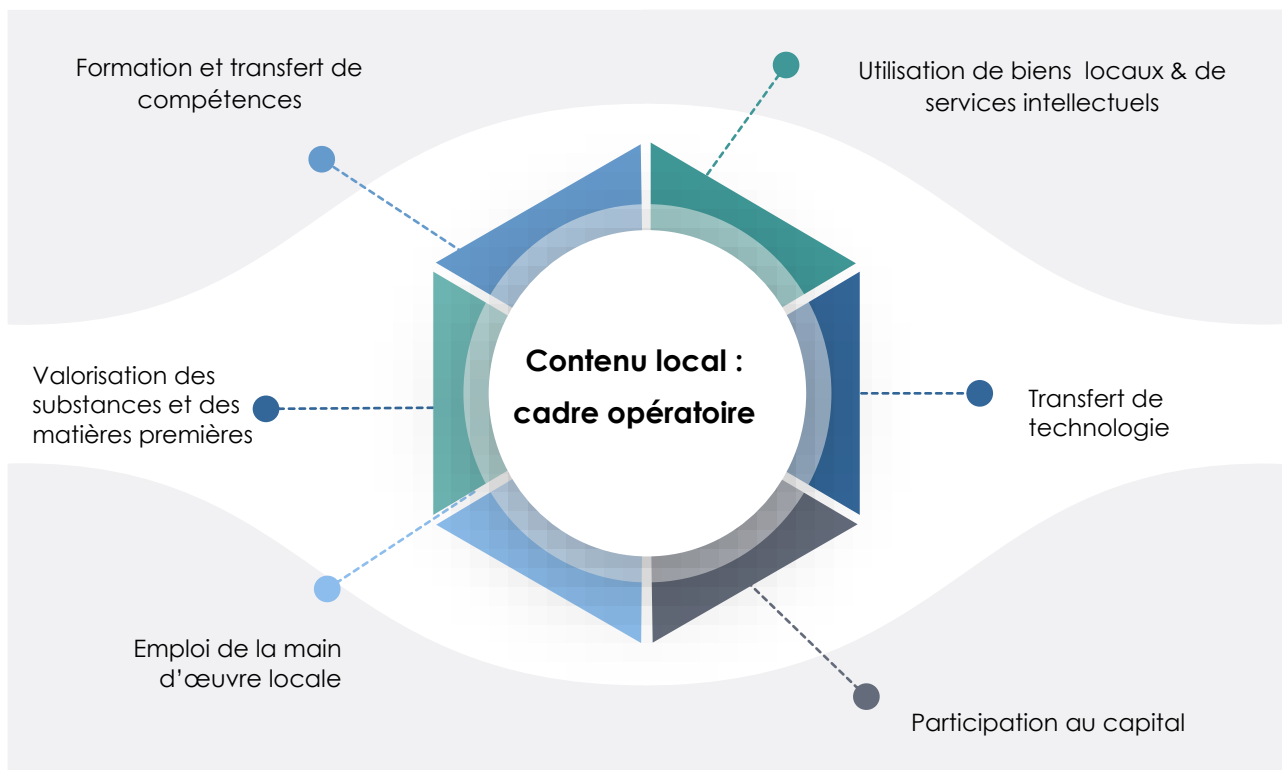 Formation et transfert de
compétences
Utilisation de biens locaux & de
services intellectuels
Contenu local :
cadre opératoire
Valorisation des
substances et des
matières premières
Transfert de
technologie
Emploi de la main
d’œuvre locale
Participation au capital